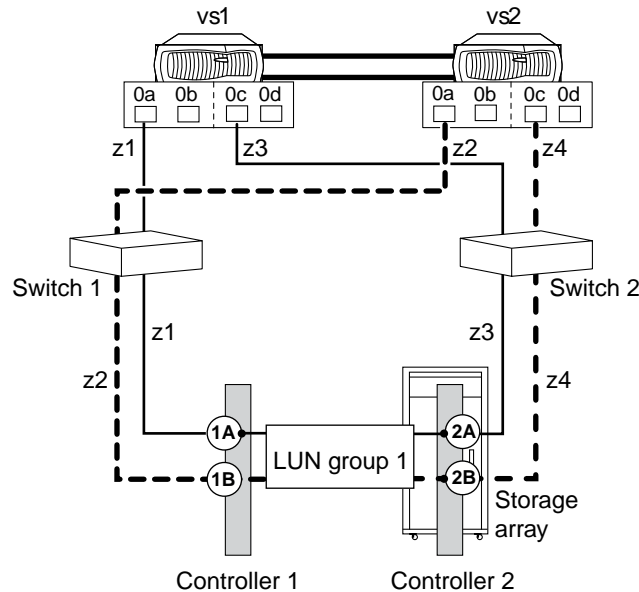 vs1
vs2
0a 0b 0c 0d
0a 0b 0c 0d
z1
z3
z2
z4
Switch 1
Switch 2
z1
z3
z2
z4
1A
2A
LUN group 1
1B
2B
Storage
array
Controller 1
Controller 2